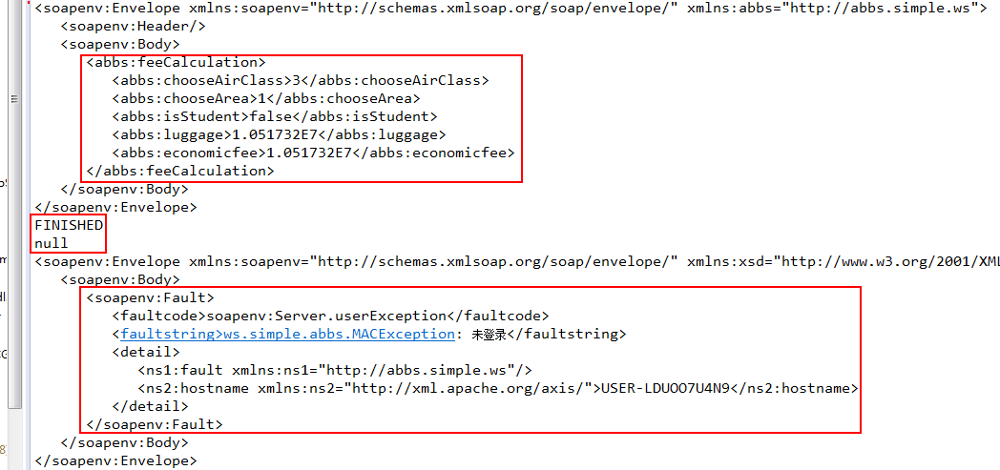 <soapenv:Envelope xmlns:soapenv="http://schemas.xmlsoap.org/soap/envelope/" xmlns:abbs="http://abbs.simple.ws">
<soapenv:Header/>
<soapenv:Body>
<abbs:feeCalculation>
<abbs:chooseAirClass>3</abbs:chooseAirClass>
<abbs:chooseArea>1</abbs:chooseArea>
<abbs:isStudent>false</abbs:isStudent>
<abbs:luggage>1.051732E7</abbs:luggage>
<abbs:economicfee>1.051732E7</abbs:economicfee>
</abbs:feeCalculation>
</soapenv:Body>
</soapenv:Envelope>
FINISHED
null
<soapenv:Envelope xmlns:soapenv="http://schemas.xmlsoap.org/soap/envelope/" xmlns:xsd="http://www.w3.org/2001/XML
<soapenv:Body>
<soapenv:Fault>
<faultcode>soapenv:Server.userException</faultcode>
<faultstring>ws.simple.abbs.MACException: 未登录</faultstring>
<detail>
<ns1:fault xmlns:ns1="http://abbs.simple.ws"/>
<ns2:hostname xmlns:ns2="http://xml.apache.org/axis/">USER-LDUOO7U4N9</ns2:hostname>
</detail>
</soapenv:Fault>
</soapenv:Body>
</soapenv:Envelope>